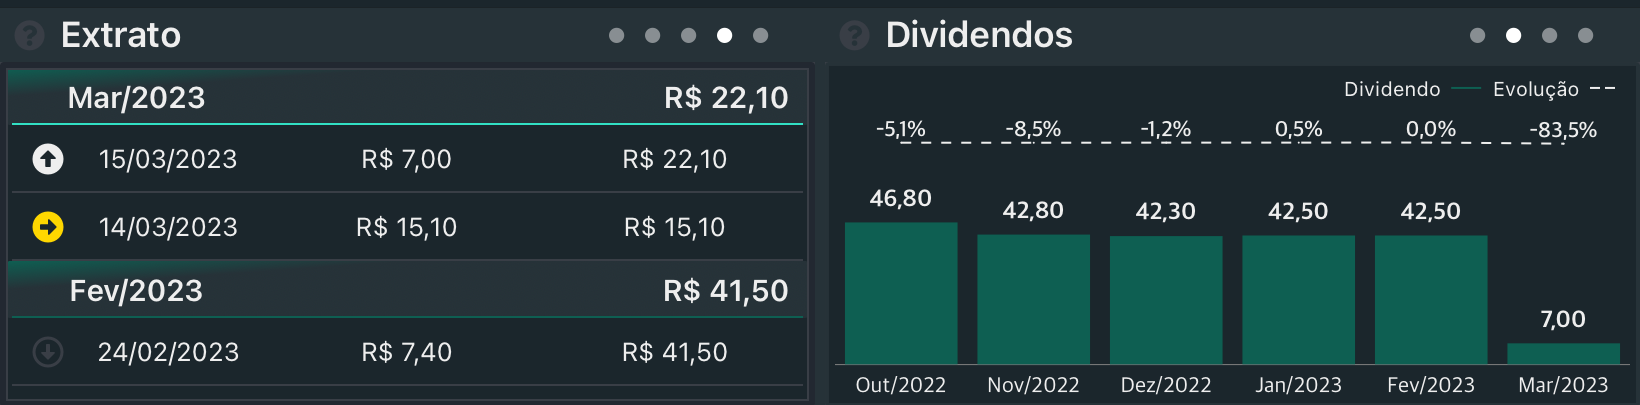 ? Extrato
Mar/2023 R$ 22,10
15/03/2023 R$ 7,00 R$ 22,10
14/03/2023 R$ 15,10 R$ 15,10
Fev/2023 R$ 41,50
24/02/2023 R$ 7,40 R$ 41,50
? Dividendos
Dividendo Evolução
-5,1% -8,5% -1,2% 0,5% 0,0% -83,5%
46,80 42,80 42,30 42,50 42,50 7,00
Out/2022 Nov/2022 Dez/2022 Jan/2023 Fev/2023 Mar/2023